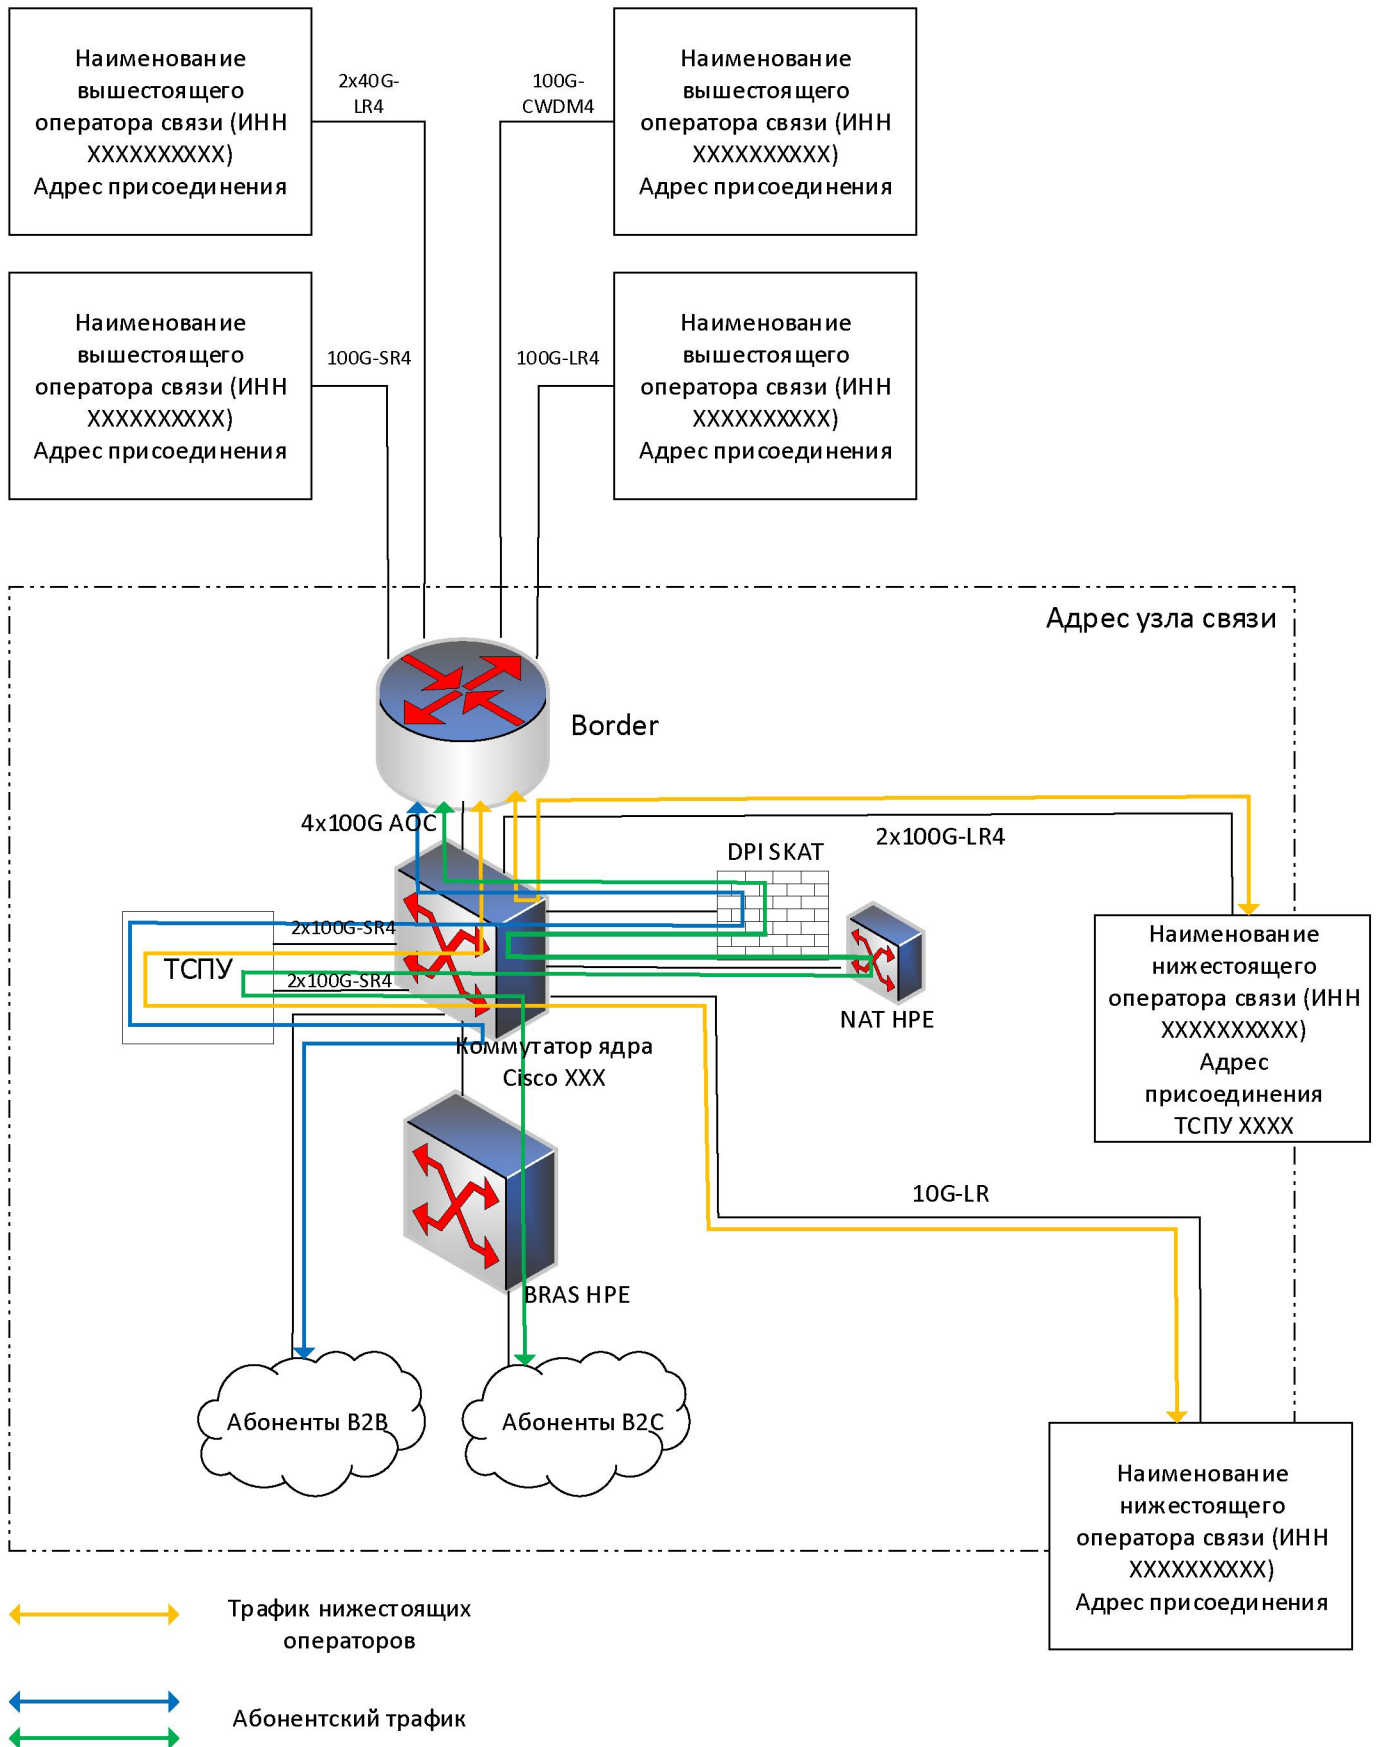 Наименование
вышестоящего
оператора связи (ИНН
XXXXXXXXXX)
Адрес присоединения
2x40G-
LR4
100G-
CWDM4
Наименование
вышестоящего
оператора связи (ИНН
XXXXXXXXXX)
Адрес присоединения
Наименование
вышестоящего
оператора связи (ИНН
XXXXXXXXXX)
Адрес присоединения
100G-SR4
100G-LR4
Наименование
вышестоящего
оператора связи (ИНН
XXXXXXXXXX)
Адрес присоединения
Адрес узла связи
Border
4x100G AOC
2x100G-LR4
DPI SKAT
2x100G-SR4
ТСПУ
2x100G-SR4
NAT HPE
Наименование
нижестоящего
оператора связи (ИНН
XXXXXXXXXX)
Адрес
присоединения
ТСПУ XXXX
Коммутатор ядра
Cisco XXX
10G-LR
BRAS HPE
Абоненты B2B
Абоненты B2C
Наименование
нижестоящего
оператора связи (ИНН
XXXXXXXXXX)
Адрес присоединения
Трафик нижестоящих
операторов
Абонентский трафик